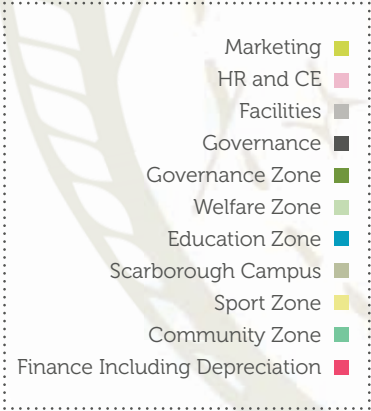 Marketing
HR and CE
Facilities
Governance
Governance Zone
Welfare Zone
Education Zone
Scarborough Campus
Sport Zone
Community Zone
Finance Including Depreciation